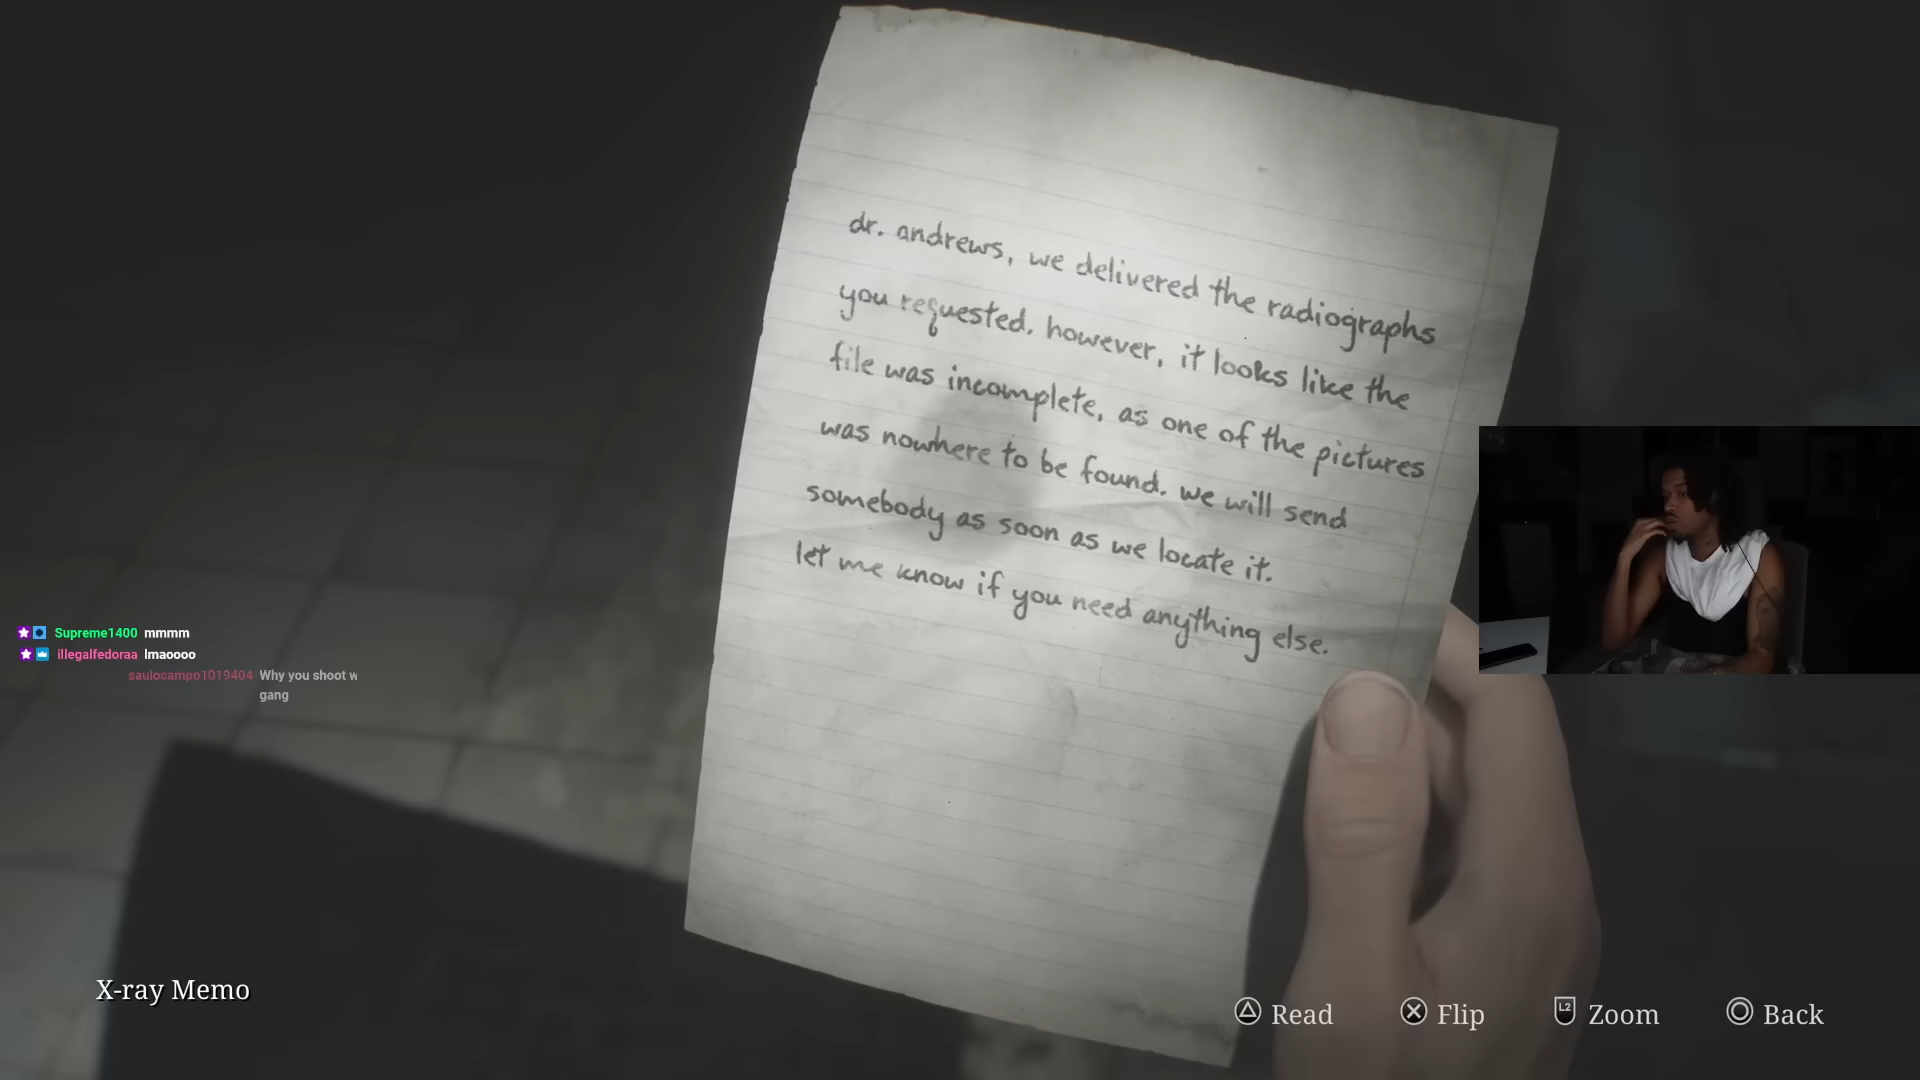 dr. andrews, we delivered the radiographs
you requested. however, it looks like the
file was incomplete, as one of the pictures
was nowhere to be found. we will send
somebody as soon as we locate it.
let me know if you need anything else.
Supreme1400 mmmm
illegalfedoraa lmaoooo
saulocampo1019404 Why you shoot w
gang
X-ray Memo
Read
Flip
L2 Zoom
Back